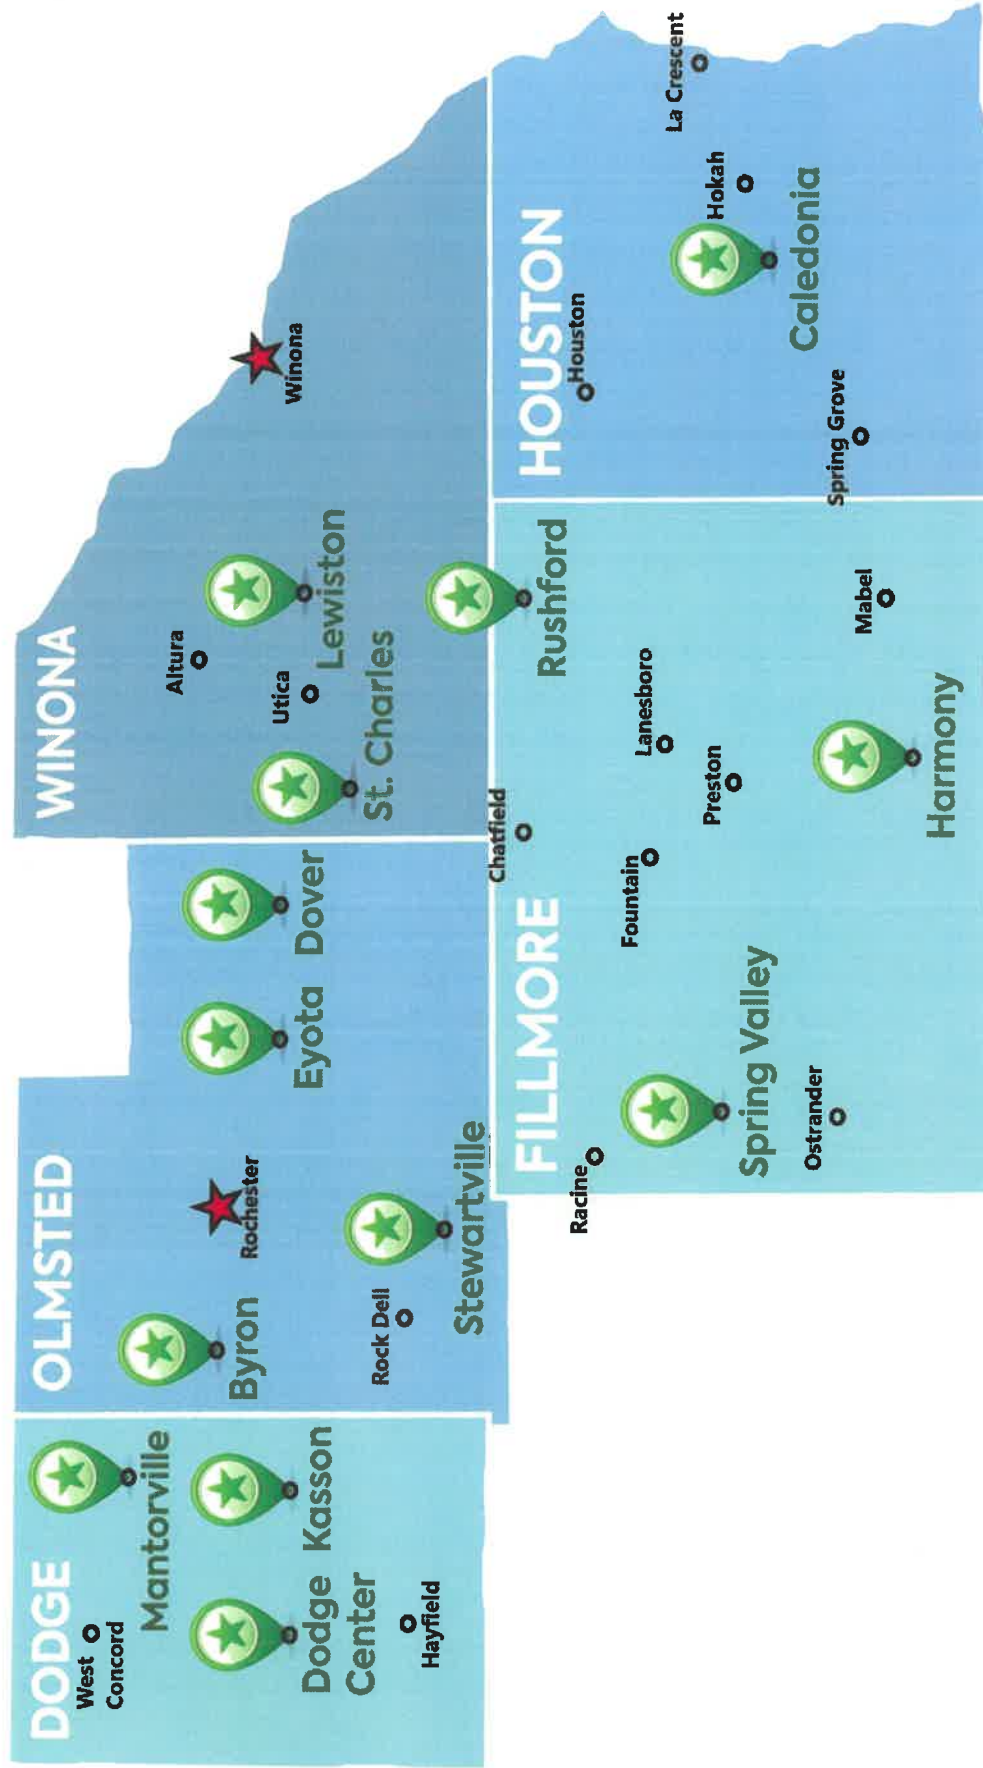 DODGE
West
Concord
Mantorville
Dodge
Center
Kasson
Hayfield
OLMSTED
Byron
Rochester
Rock Dell
Stewartville
Eyota
Dover
WINONA
Altura
Utica
St. Charles
Lewiston
Winona
FILLMORE
Racine
Spring Valley
Ostrander
Chatfield
Fountain
Preston
Lanesboro
Rushford
Harmony
Mabel
HOUSTON
Houston
Spring Grove
Caledonia
Hokah
La Crescent